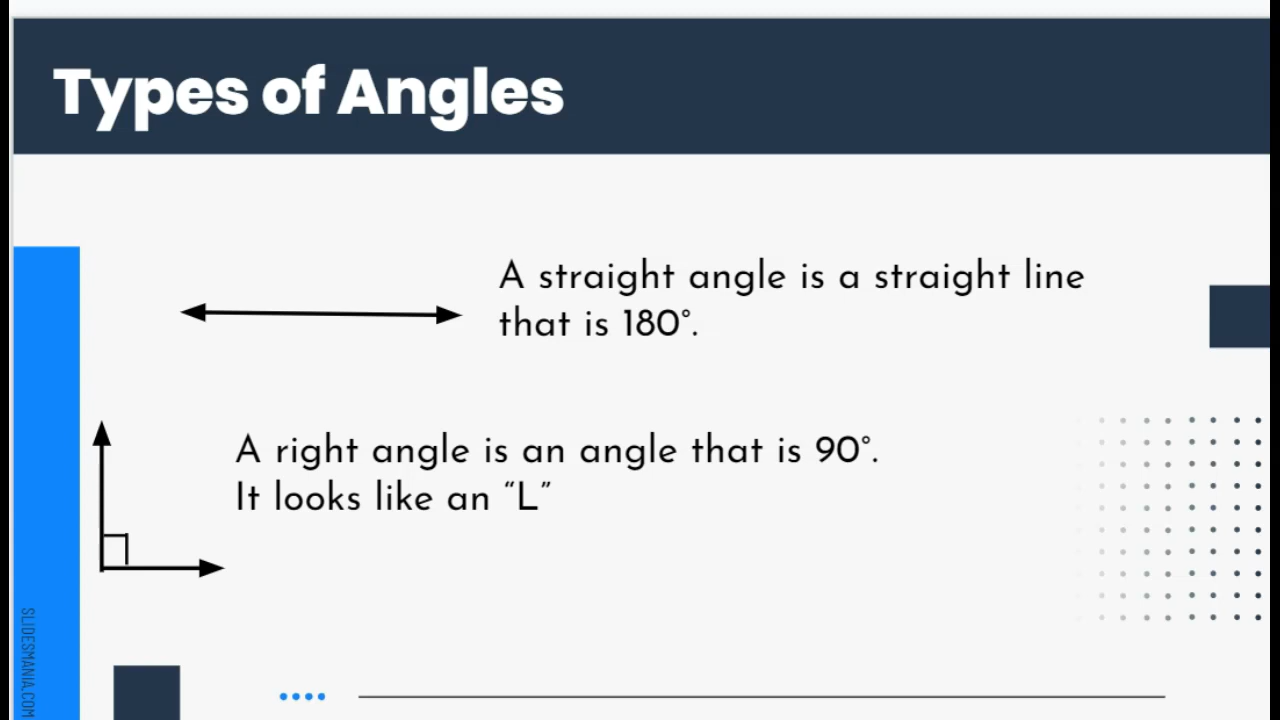 Types of Angles
A straight angle is a straight line
that is 180°.
A right angle is an angle that is 90°.
It looks like an “L”
SLIDESMANIA.COM